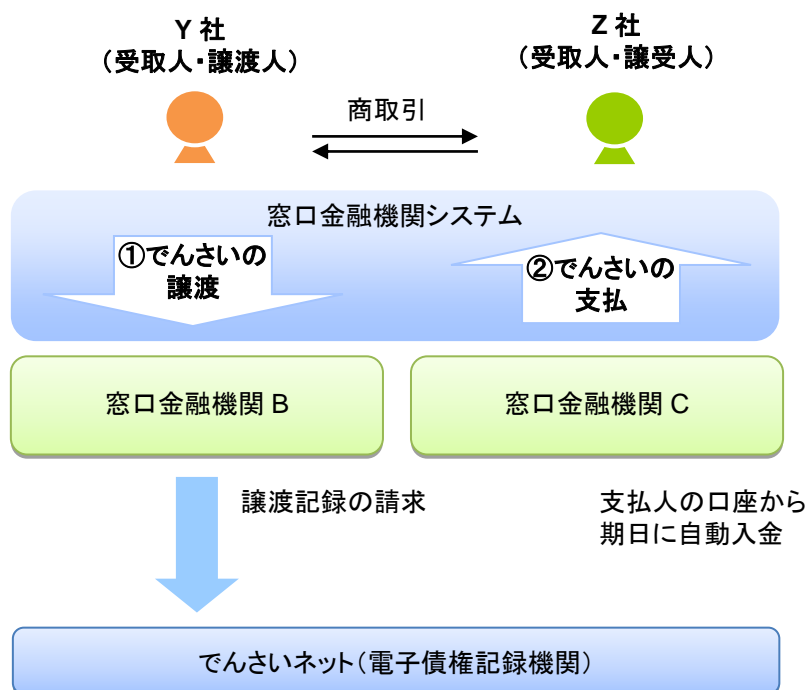 Y 社
（受取人・譲渡人）
Z 社
（受取人・譲受人）
商取引
窓口金融機関システム
①でんさいの
譲渡
②でんさいの
支払
窓口金融機関 B
窓口金融機関 C
譲渡記録の請求
支払人の口座から
期日に自動入金
でんさいネット（電子債権記録機関）